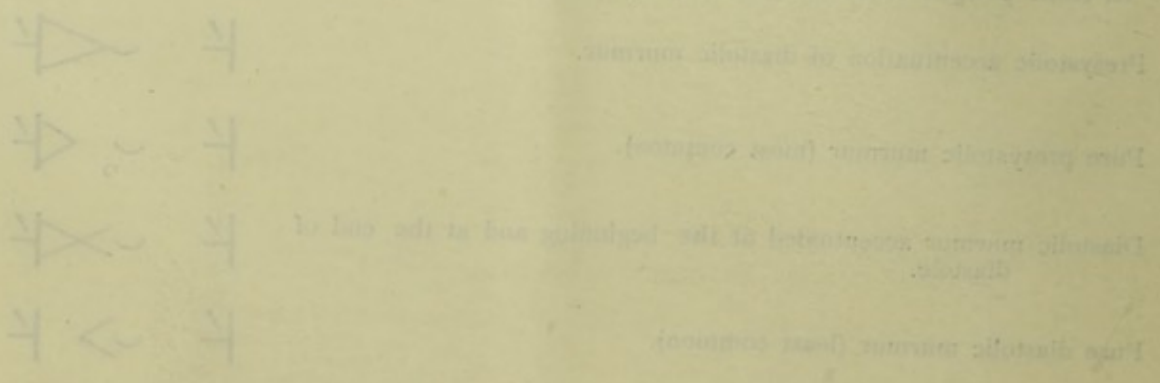 Presystolic accentuation of diastolic murmur.
Pure presystolic murmur (most common).
Diastolic murmur accentuated at the beginning and at the end of
diastole.
Pure diastolic murmur (least common)